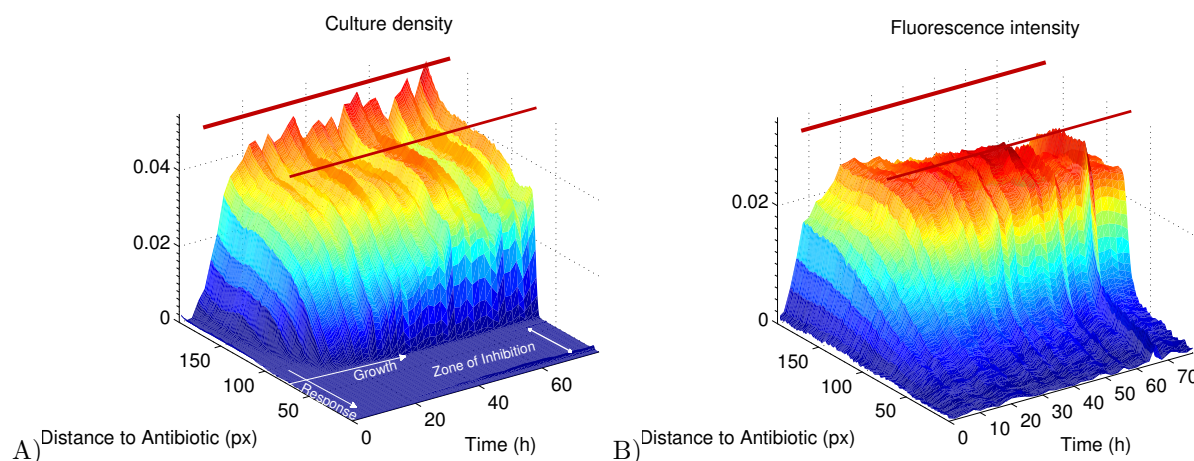 Culture density
0.04
0.02
0
150
100
50
0
20
40
60
Growth
Response
Zone of Inhibition
A)
Distance to Antibiotic (px)
Time (h)
Fluorescence intensity
0.02
0
150
100
50
0
10
20
30
40
50
60
70
B)
Distance to Antibiotic (px)
Time (h)